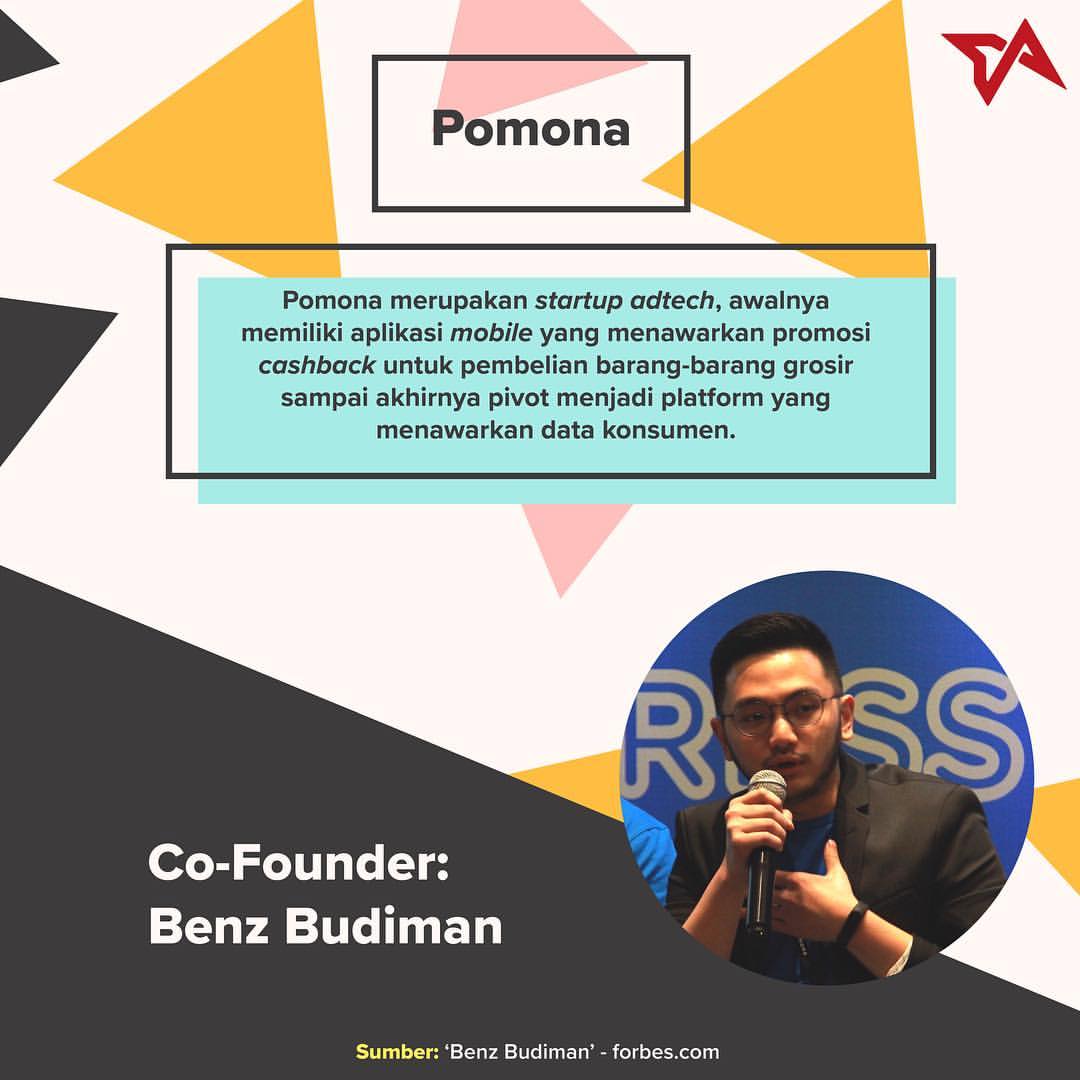 Pomona
Pomona merupakan startup adtech, awalnya
memiliki aplikasi mobile yang menawarkan promosi
cashback untuk pembelian barang-barang grosir
sampai akhirnya pivot menjadi platform yang
menawarkan data konsumen.
Co-Founder:
Benz Budiman
Sumber: ‘Benz Budiman’ - forbes.com